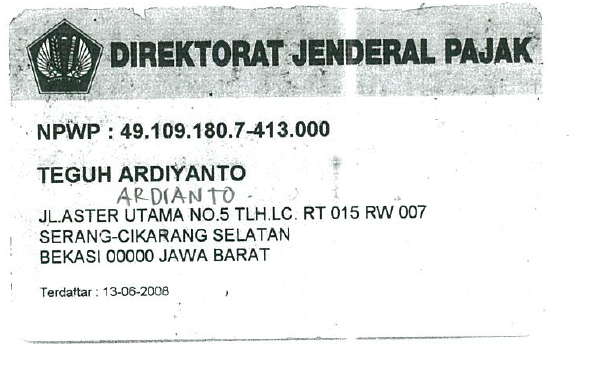 DIREKTORAT JENDERAL PAJAK
NPWP : 49.109.180.7-413.000
TEGUH ARDIYANTO
ARDIANTO
JL.ASTER UTAMA NO.5 TLH.LC. RT 015 RW 007
SERANG-CIKARANG SELATAN
BEKASI 00000 JAWA BARAT
Terdaftar : 13-06-2008